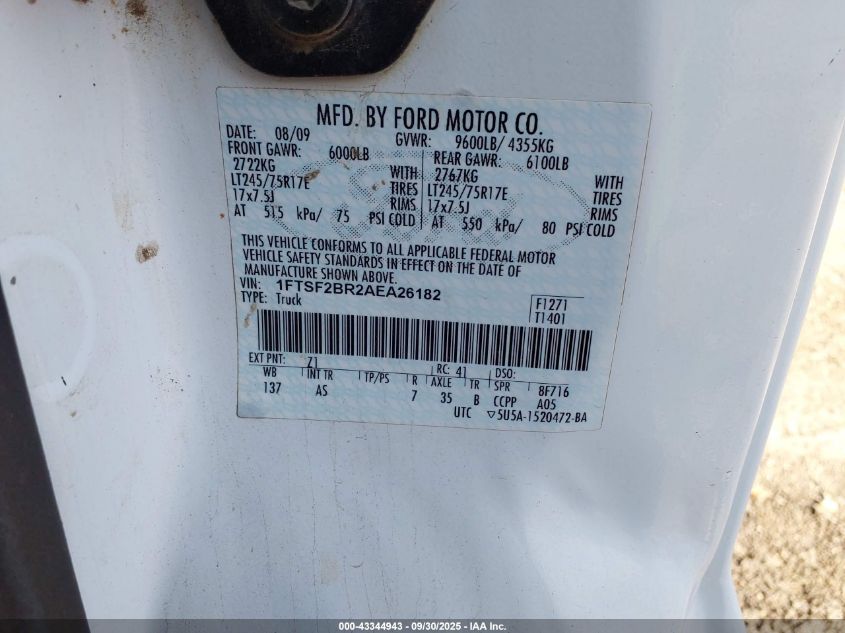 MFD. BY FORD MOTOR CO.
DATE: 08/09 GVWR: 9600LB/ 4355KG
FRONT GAWR: 6000LB REAR GAWR: 6100LB
2722KG WITH 2767KG WITH
LT245/75R17E TIRES LT245/75R17E TIRES
17x7.5J RIMS 17x7.5J RIMS
AT 515 kPa/ 75 PSI COLD AT 550 kPa/ 80 PSI COLD
THIS VEHICLE CONFORMS TO ALL APPLICABLE FEDERAL MOTOR
VEHICLE SAFETY STANDARDS IN EFFECT ON THE DATE OF
MANUFACTURE SHOWN ABOVE.
VIN: 1FTSF2BR2AEA26182
TYPE: Truck
F1271
T1401
EXT PNT: Z1 RC: 41 DSO:
WB INT TR TP/PS R AXLE TR SPR 8F716
137 AS 7 35 B CCPP A05
UTC ▽5U5A-1520472-BA
000-43344943 - 09/30/2025 - IAA Inc.